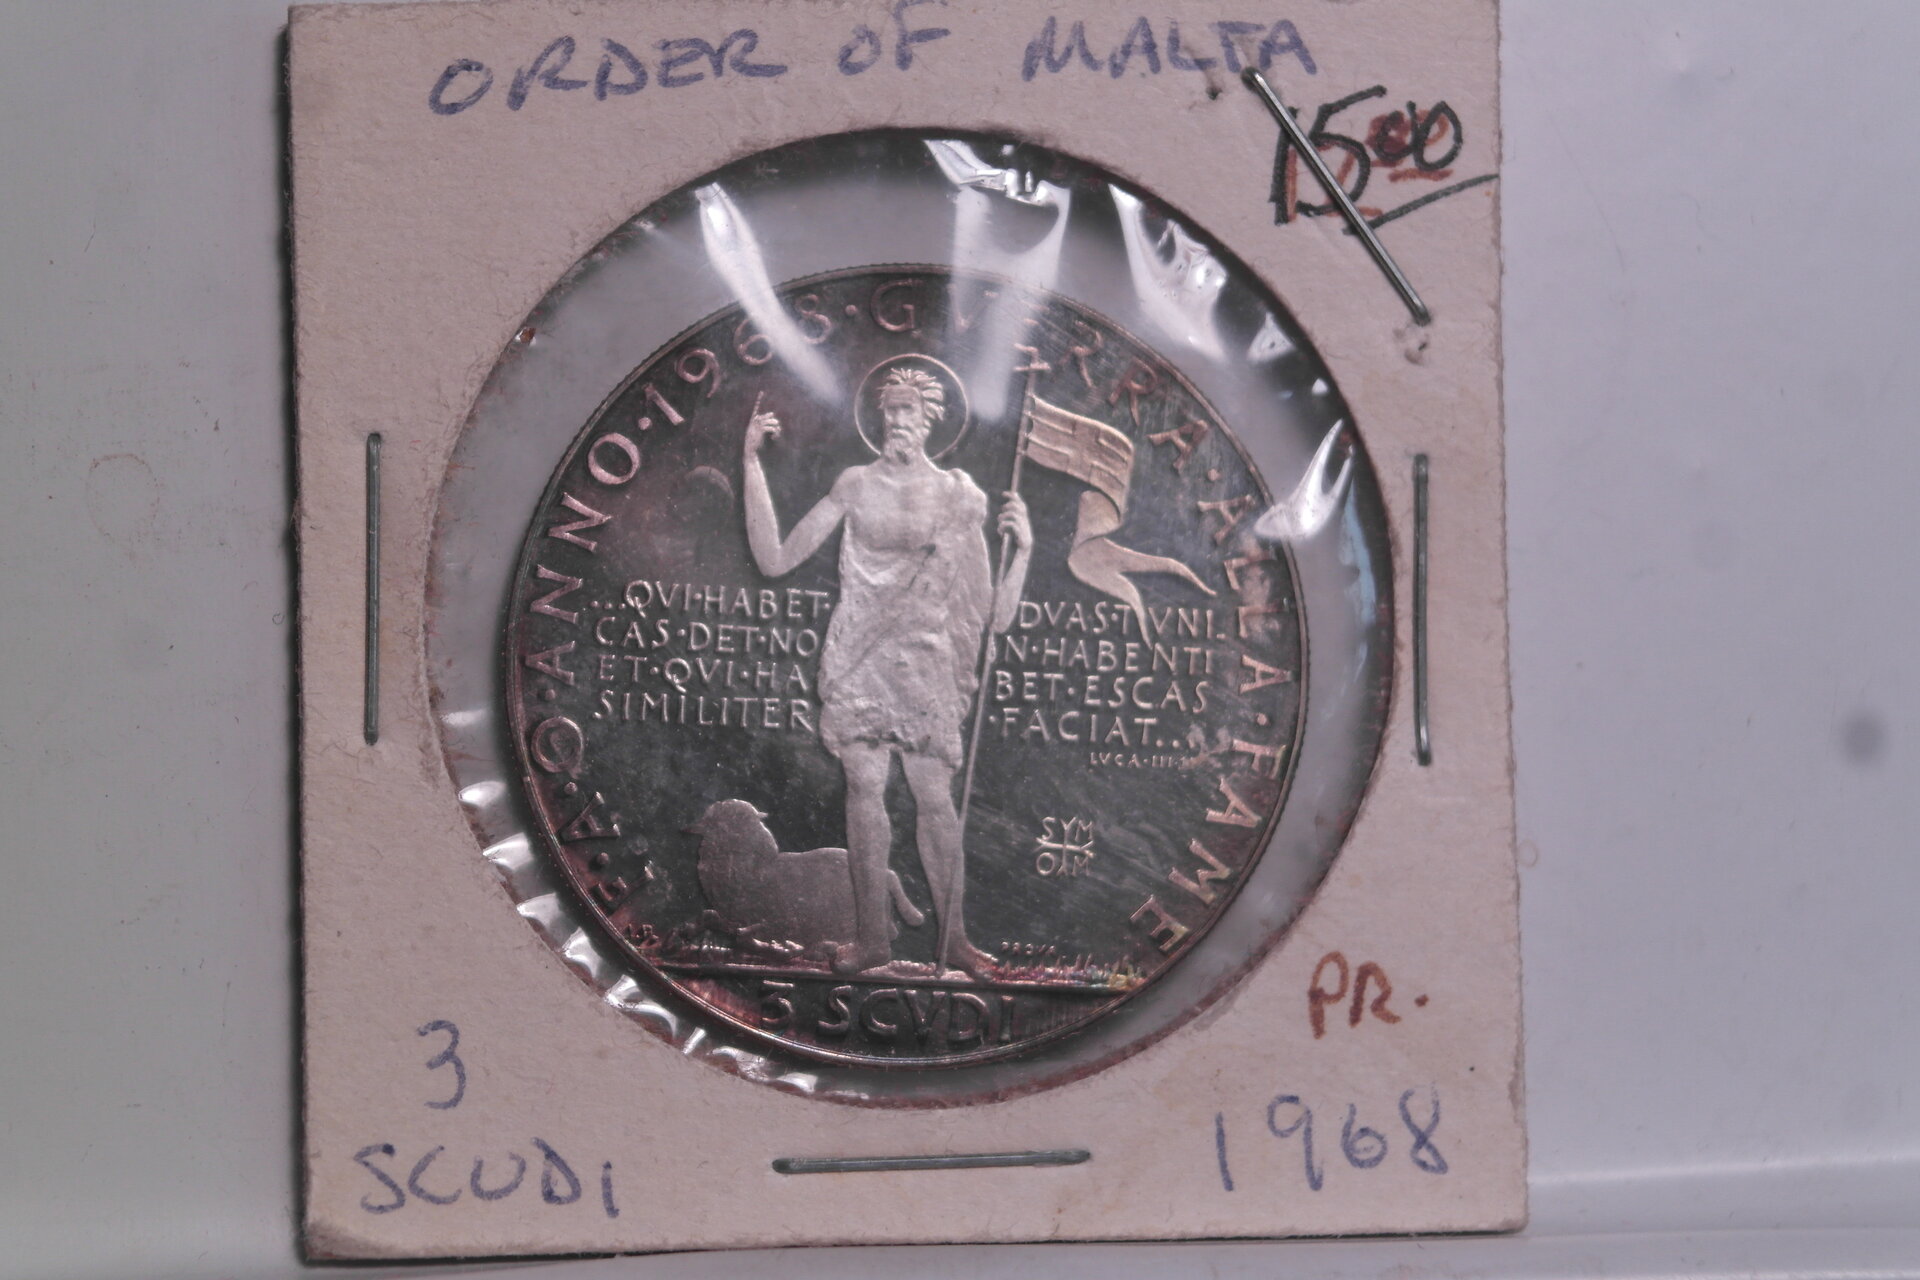 ORDER OF MALTA
15.00
F.A.O.ANNO·1968·GVERRA·ALLA·FAME
...QVI·HABET· DVAS·TVNI
CAS·DET·NO N·HABENTI
ET·QVI·HA BET·ESCAS
SIMILITER ·FACIAT...
LVCA·III
SYM
OM
PROVA
3 SCVDI
PR.
3
SCUDI
1968